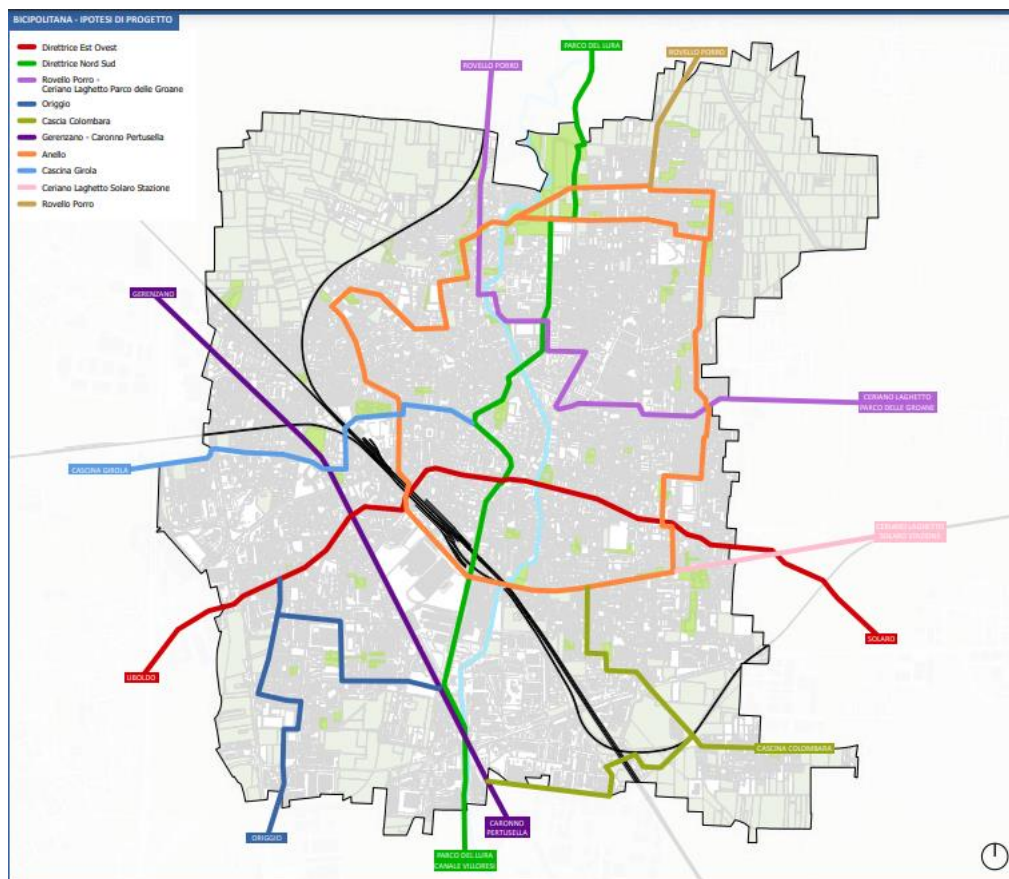 BICIPOLITANA - IPOTESI DI PROGETTO
Direttrice Est Ovest
Direttrice Nord Sud
Rovello Porro -
Ceriano Laghetto Parco delle Groane
Origgio
Cascia Colombara
Gerenzano - Caronno Pertusella
Anello
Cascina Girola
Ceriano Laghetto Solaro Stazione
Rovello Porro
PARCO DEL LURA
ROVELLO PORRO
ROVELLO PORRO
GERENZANO
CERIANO LAGHETTO
PARCO DELLE GROANE
CASCINA GIROLA
CERIANO LAGHETTO
SOLARO STAZIONE
SOLARO
UBOLDO
CASCINA COLOMBARA
CARONNO
PERTUSELLA
ORIGGIO
PARCO DEL LURA
CANALE VILLORESI